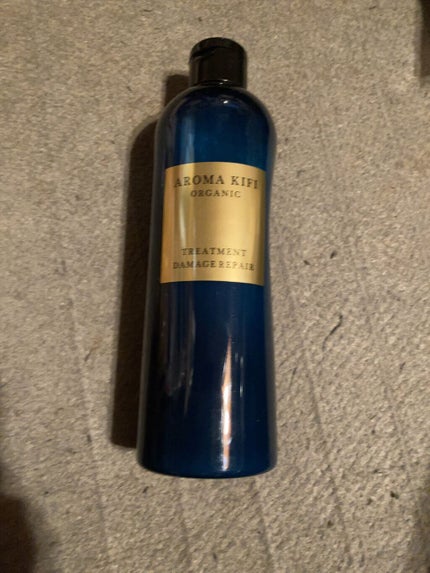 AROMA KIFI
ORGANIC
TREATMENT
DAMAGE REPAIR